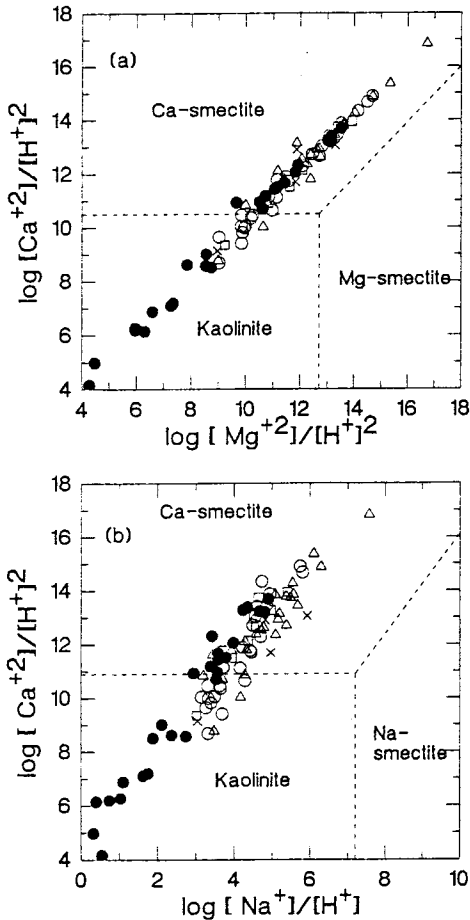 (a)
Ca-smectite
Mg-smectite
Kaolinite
18
16
14
12
10
8
6
4
4 6 8 10 12 14 16 18
log [Ca+2]/[H+]2
log [ Mg+2]/[H+]2
(b)
Ca-smectite
Na-
smectite
Kaolinite
18
16
14
12
10
8
6
4
0 2 4 6 8 10
log [ Ca+2]/[H+]2
log [ Na+]/[H+]